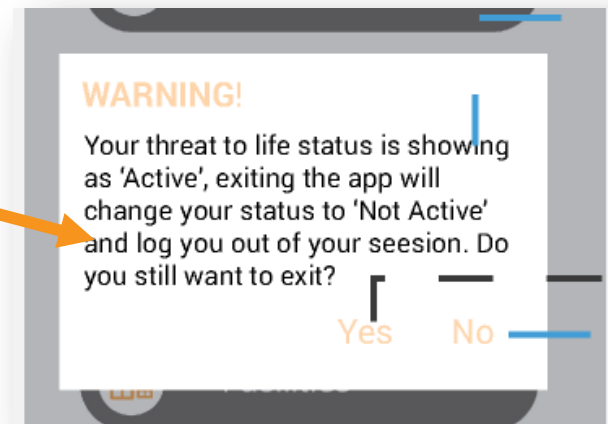 WARNING!
Your threat to life status is showing
as 'Active', exiting the app will
change your status to 'Not Active'
and log you out of your seesion. Do
you still want to exit?
Yes No